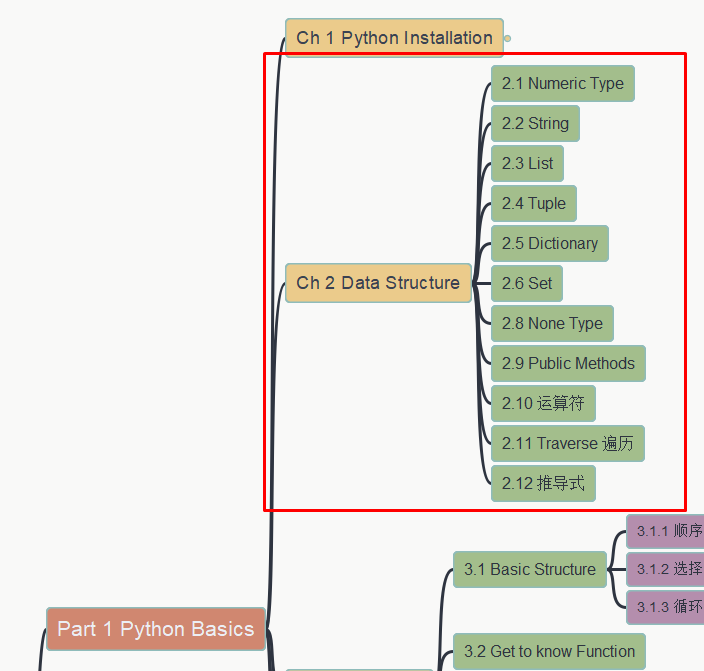 Ch 1 Python Installation
2.1 Numeric Type
2.2 String
2.3 List
2.4 Tuple
2.5 Dictionary
Ch 2 Data Structure
2.6 Set
2.8 None Type
2.9 Public Methods
2.10 运算符
2.11 Traverse 遍历
2.12 推导式
3.1.1 顺序
3.1 Basic Structure
3.1.2 选择
3.1.3 循环
Part 1 Python Basics
3.2 Get to know Function